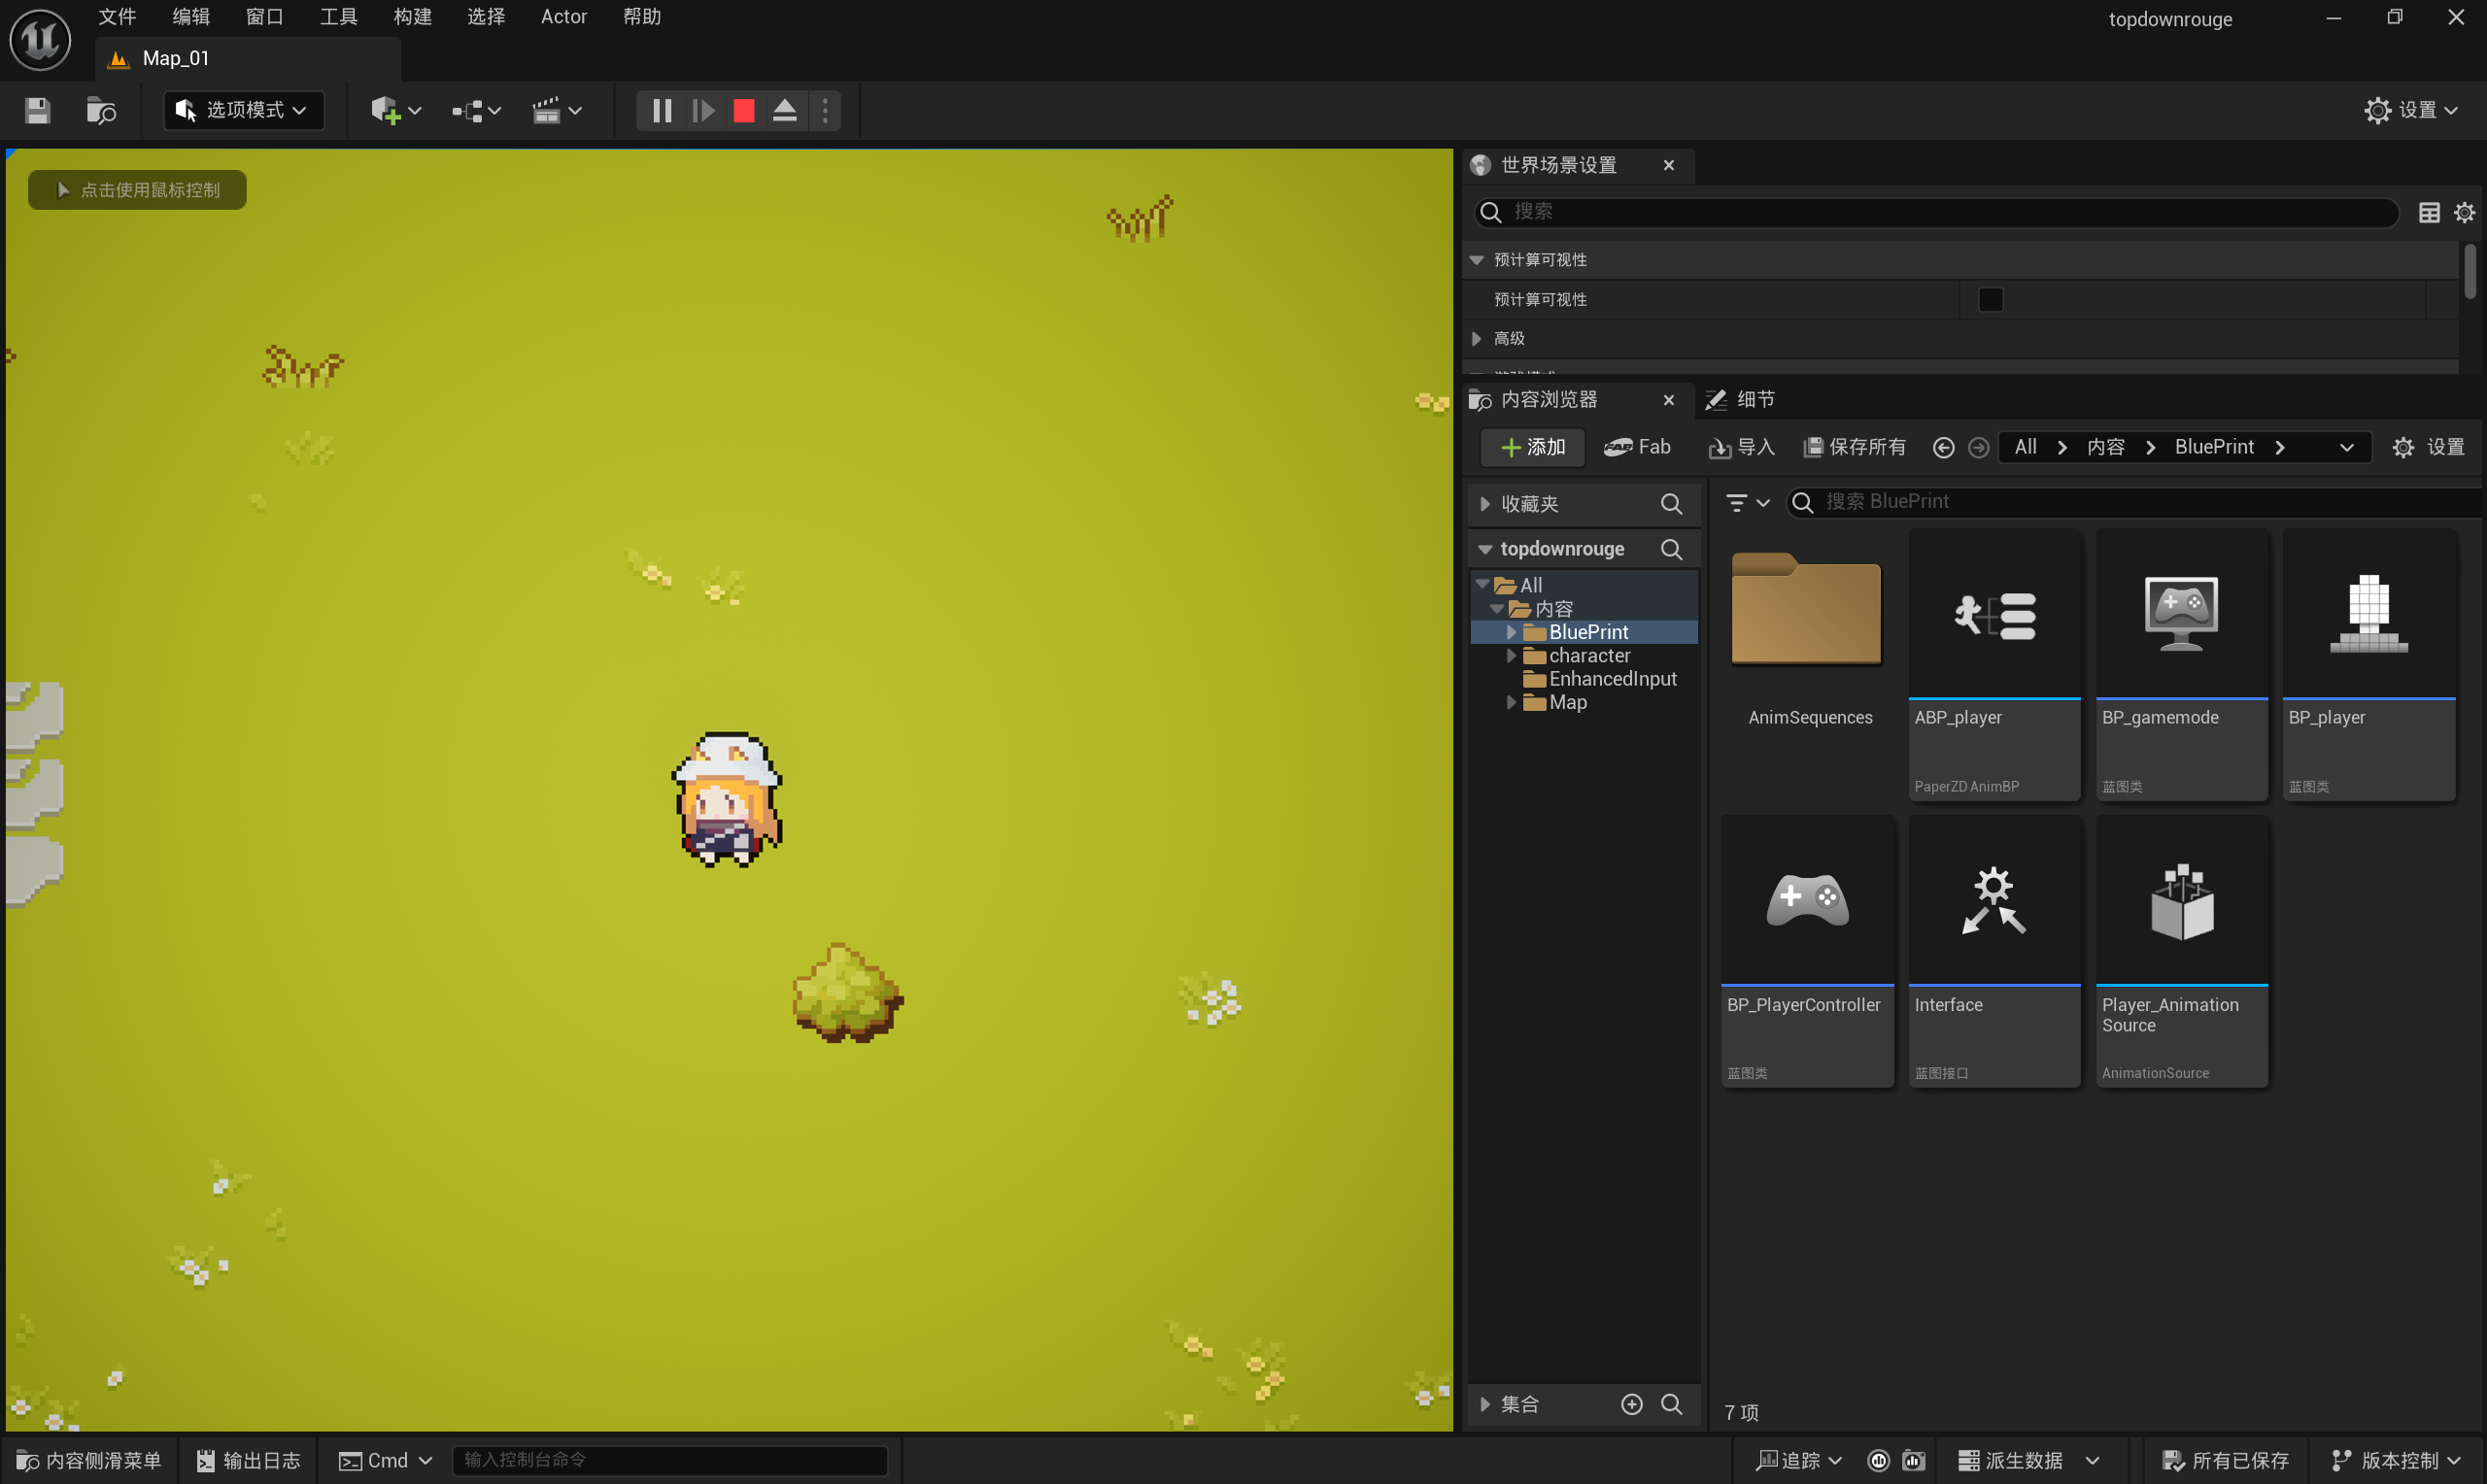 文件 编辑 窗口 工具 构建 选择 Actor 帮助
topdownrouge
Map_01
选项模式
设置
点击使用鼠标控制
世界场景设置
搜索
预计算可视性
预计算可视性
高级
内容浏览器 细节
添加 Fab 导入 保存所有 All 内容 BluePrint 设置
收藏夹
搜索 BluePrint
topdownrouge
All
内容
BluePrint
character
EnhancedInput
Map
AnimSequences
ABP_player
PaperZD AnimBP
BP_gamemode
蓝图类
BP_player
蓝图类
BP_PlayerController
蓝图类
Interface
蓝图接口
Player_Animation
Source
AnimationSource
集合
7 项
内容侧滑菜单 输出日志 Cmd 输入控制台命令 追踪 派生数据 所有已保存 版本控制